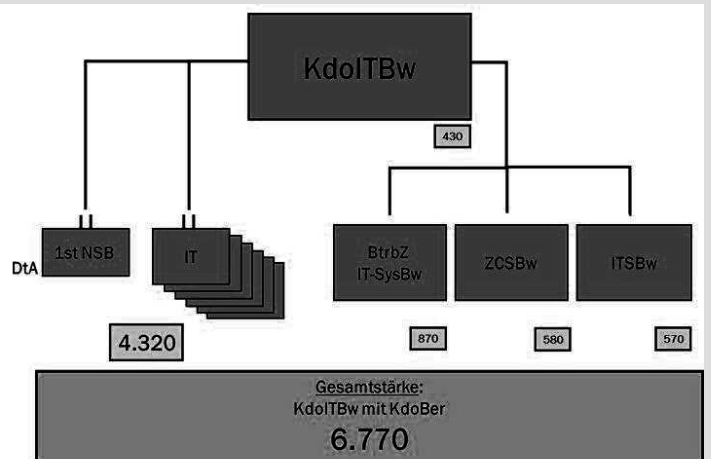 KdoITBw
430
DtA
1st NSB
IT
BtrbZ
IT-SysBw
ZCSBw
ITSBw
4.320
870
580
570
Gesamtstärke:
KdoITBw mit KdoBer
6.770